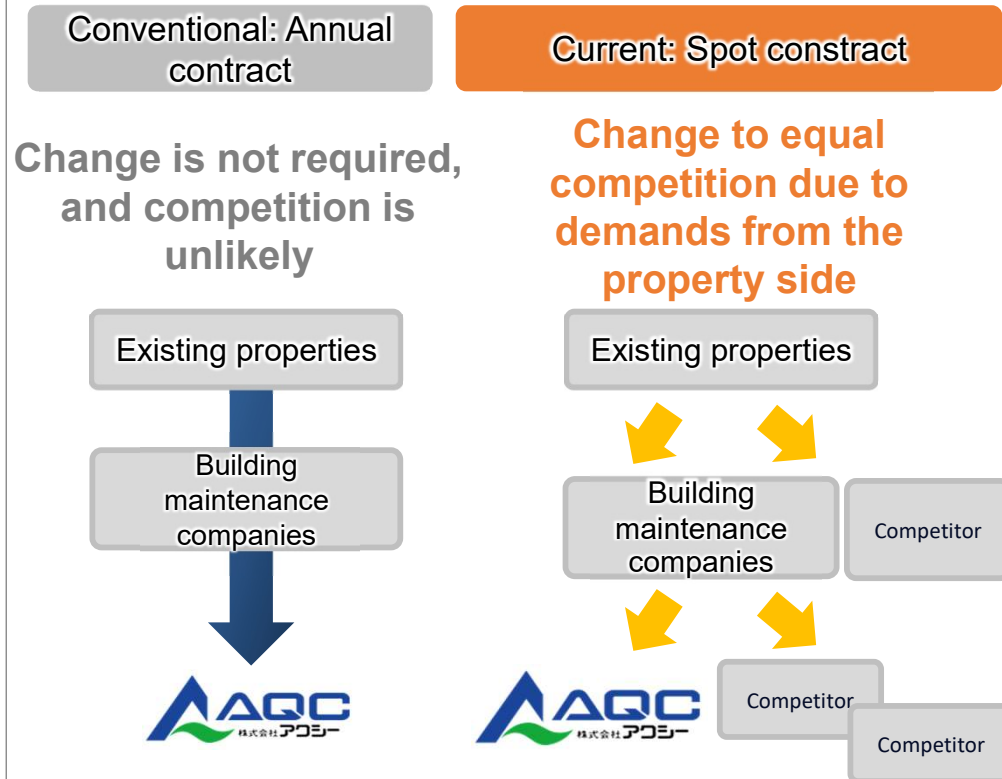 Conventional: Annual
contract
Current: Spot constract
Change is not required,
and competition is
unlikely
Change to equal
competition due to
demands from the
property side
Existing properties
Existing properties
Building
maintenance
companies
Building
maintenance
companies
Competitor
AQC
株式会社アクシー
AQC
株式会社アクシー
Competitor
Competitor